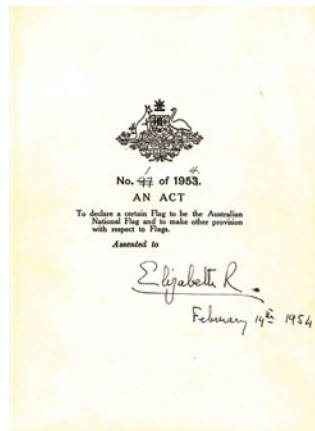 1 4.
No. 97 of 1953.
AN ACT
To declare a certain Flag to be the Australian
National Flag and to make other provision
with respect to Flags.
Assented to
Elizabeth R.
February 14th 1954